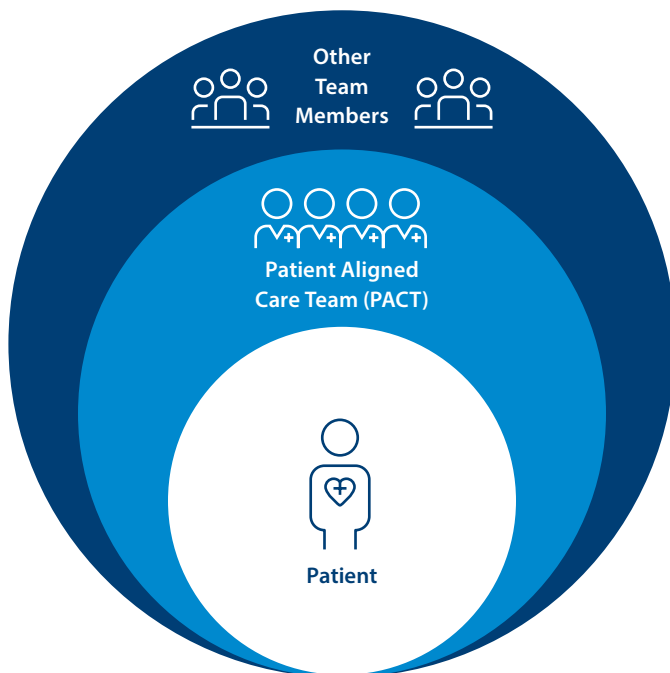 Other
Team
Members
Patient Aligned
Care Team (PACT)
Patient